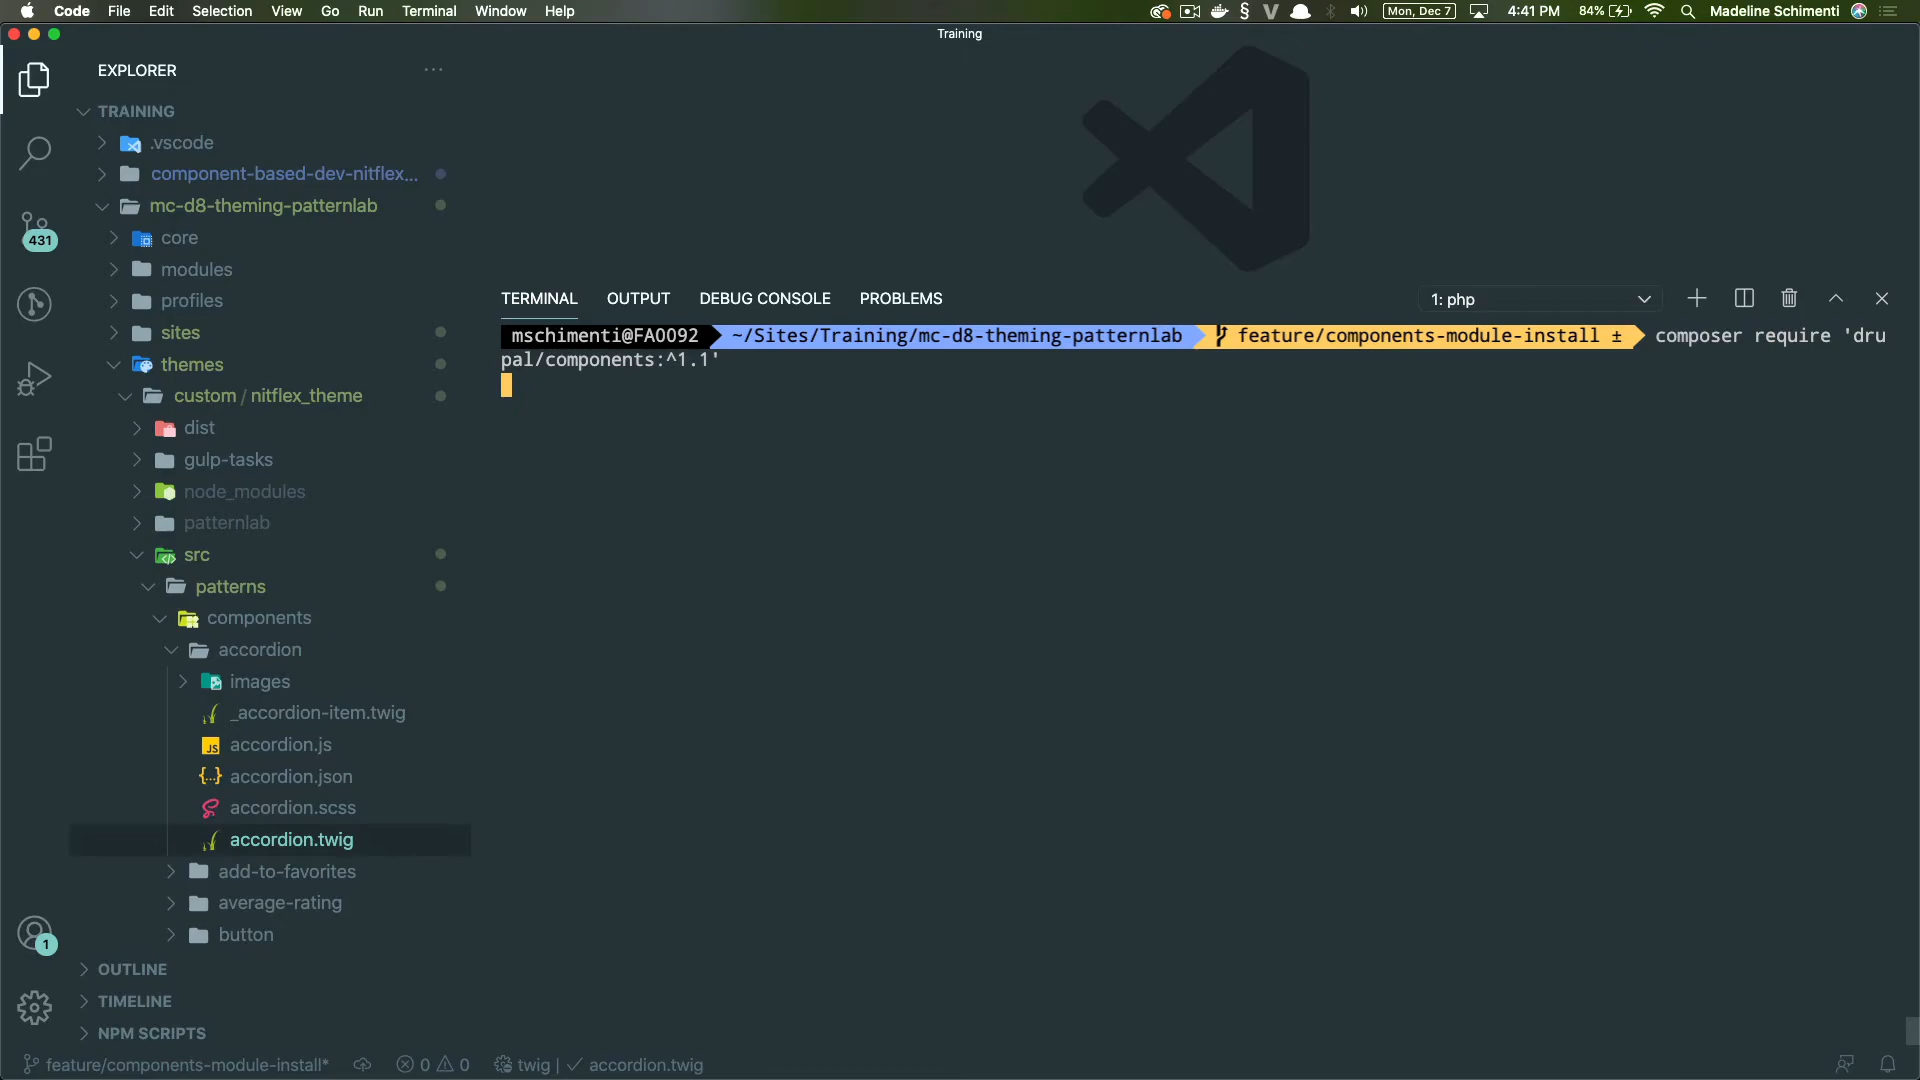 Code File Edit Selection View Go Run Terminal Window Help
Mon, Dec 7 4:41 PM 84% Madeline Schimenti
Training
EXPLORER
TRAINING
.vscode
component-based-dev-nitflex...
mc-d8-theming-patternlab
core
modules
profiles
sites
themes
custom / nitflex_theme
dist
gulp-tasks
node_modules
patternlab
src
patterns
components
accordion
images
_accordion-item.twig
accordion.js
accordion.json
accordion.scss
accordion.twig
add-to-favorites
average-rating
button
OUTLINE
TIMELINE
NPM SCRIPTS
431
1
TERMINAL OUTPUT DEBUG CONSOLE PROBLEMS
1: php
mschimenti@FA0092 ~/Sites/Training/mc-d8-theming-patternlab feature/components-module-install ± composer require 'dru
pal/components:^1.1'
feature/components-module-install* 0 0 twig | ✓ accordion.twig